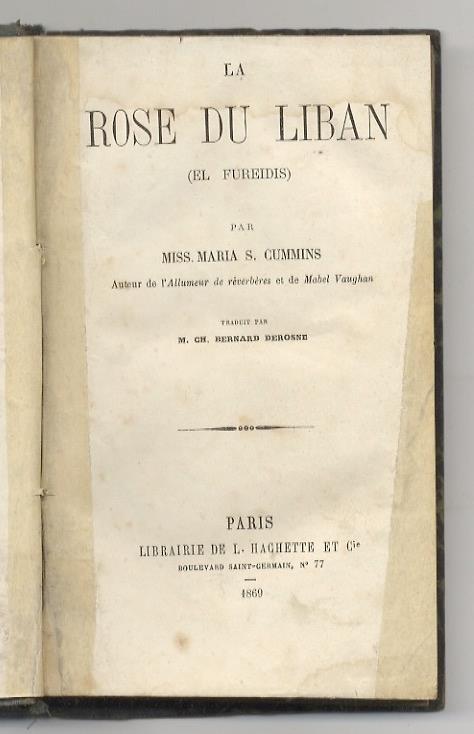 LA
ROSE DU LIBAN
(EL FUREIDIS)
PAR
MISS. MARIA S. CUMMINS
Auteur de l'Allumeur de réverbères et de Mabel Vaughan
TRADUIT PAR
M. CH. BERNARD DEROSNE
PARIS
LIBRAIRIE DE L. HACHETTE ET Cie
BOULEVARD SAINT-GERMAIN, N° 77
1869